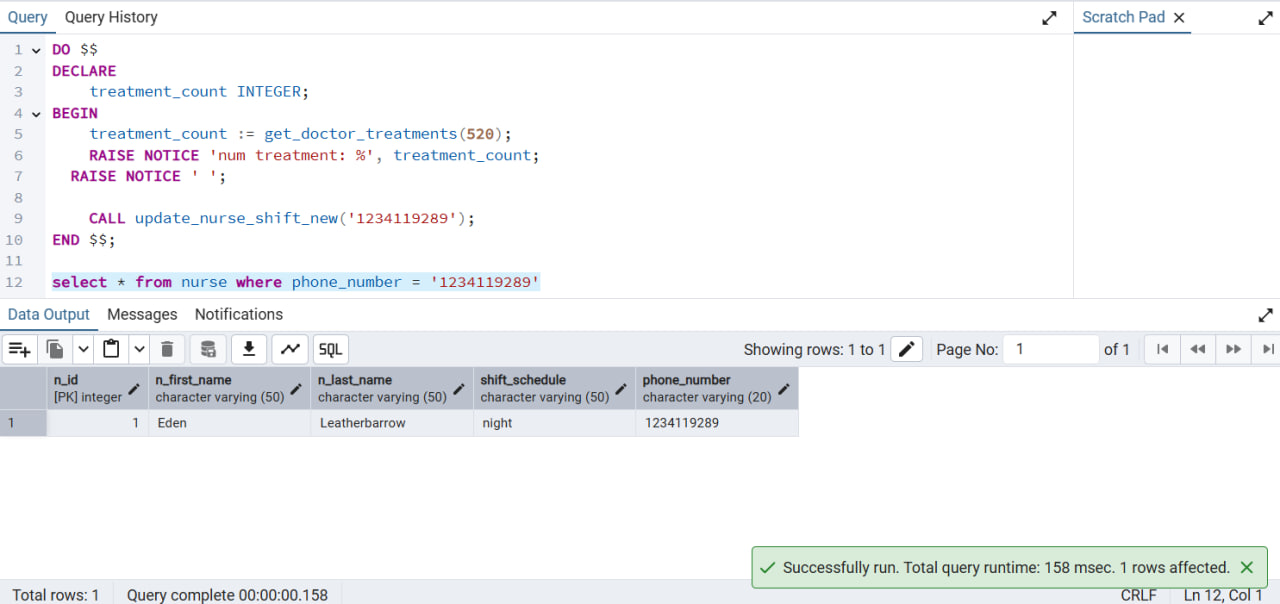 Query Query History Scratch Pad
1 DO $$
2 DECLARE
3 treatment_count INTEGER;
4 BEGIN
5 treatment_count := get_doctor_treatments(520);
6 RAISE NOTICE 'num treatment: %', treatment_count;
7 RAISE NOTICE ' ';
8
9 CALL update_nurse_shift_new('1234119289');
10 END $$;
11
12 select * from nurse where phone_number = '1234119289'
Data Output Messages Notifications
SQL Showing rows: 1 to 1 Page No: 1 of 1
n_id n_first_name n_last_name shift_schedule phone_number
[PK] integer character varying (50) character varying (50) character varying (50) character varying (20)
1 1 Eden Leatherbarrow night 1234119289
Successfully run. Total query runtime: 158 msec. 1 rows affected.
Total rows: 1 Query complete 00:00:00.158 CRLF Ln 12, Col 1